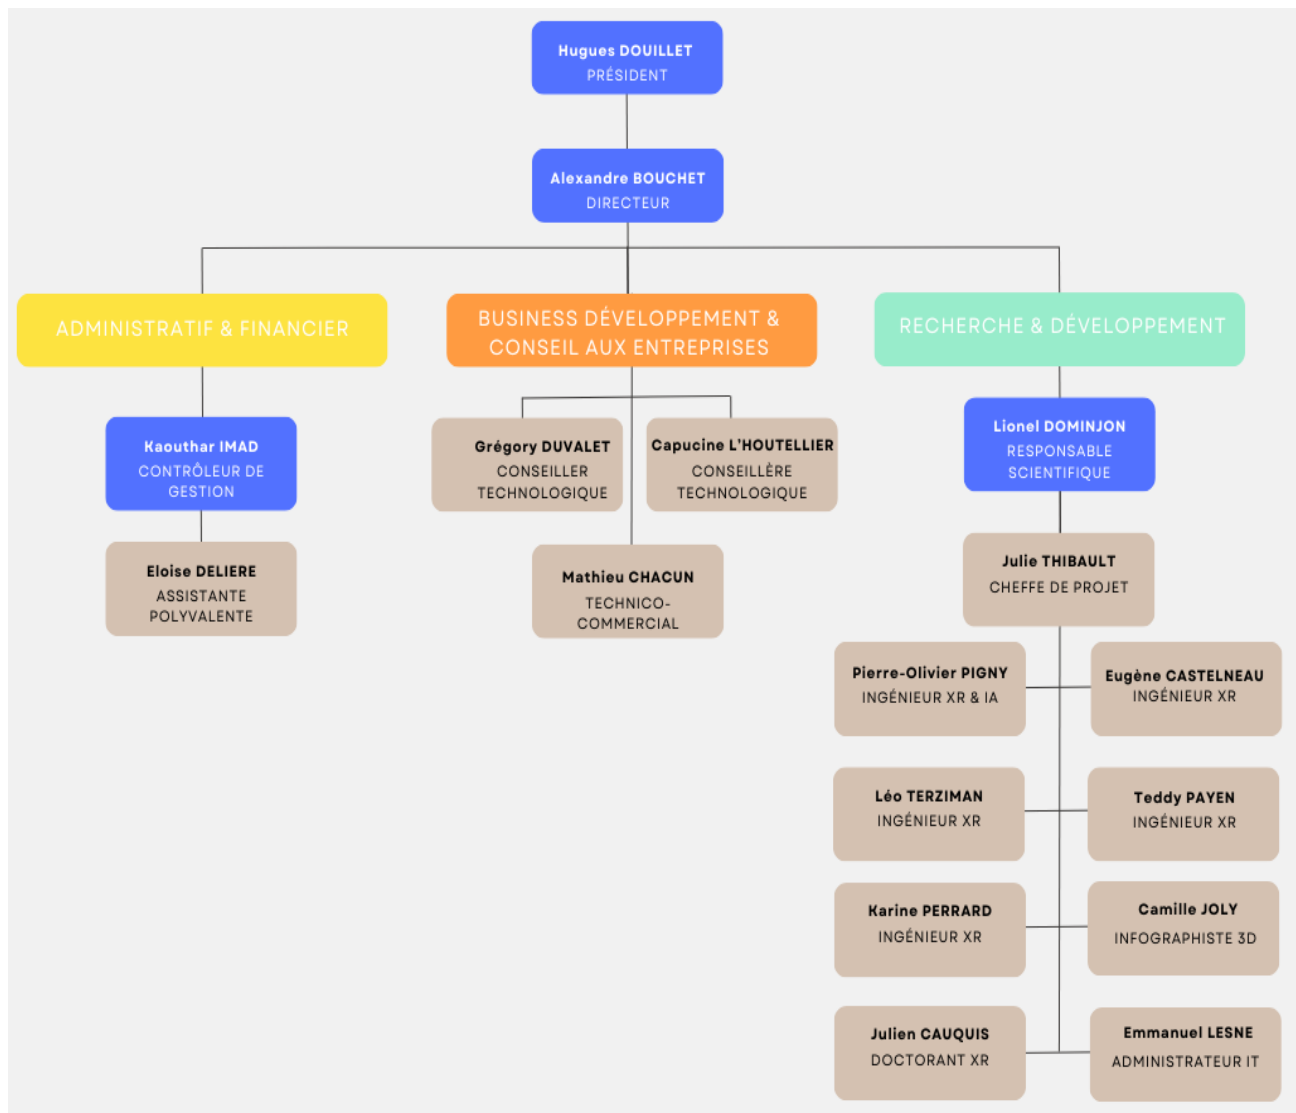 Hugues DOUILLET
PRÉSIDENT
Alexandre BOUCHET
DIRECTEUR
ADMINISTRATIF & FINANCIER
BUSINESS DÉVELOPPEMENT &
CONSEIL AUX ENTREPRISES
RECHERCHE & DÉVELOPPEMENT
Kaouthar IMAD
CONTRÔLEUR DE
GESTION
Eloise DELIERE
ASSISTANTE
POLYVALENTE
Grégory DUVALET
CONSEILLER
TECHNOLOGIQUE
Capucine L'HOUTELLIER
CONSEILLÈRE
TECHNOLOGIQUE
Mathieu CHACUN
TECHNICO-
COMMERCIAL
Lionel DOMINJON
RESPONSABLE
SCIENTIFIQUE
Julie THIBAULT
CHEFFE DE PROJET
Pierre-Olivier PIGNY
INGÉNIEUR XR & IA
Eugène CASTELNEAU
INGÉNIEUR XR
Léo TERZIMAN
INGÉNIEUR XR
Teddy PAYEN
INGÉNIEUR XR
Karine PERRARD
INGÉNIEUR XR
Camille JOLY
INFOGRAPHISTE 3D
Julien CAUQUIS
DOCTORANT XR
Emmanuel LESNE
ADMINISTRATEUR IT